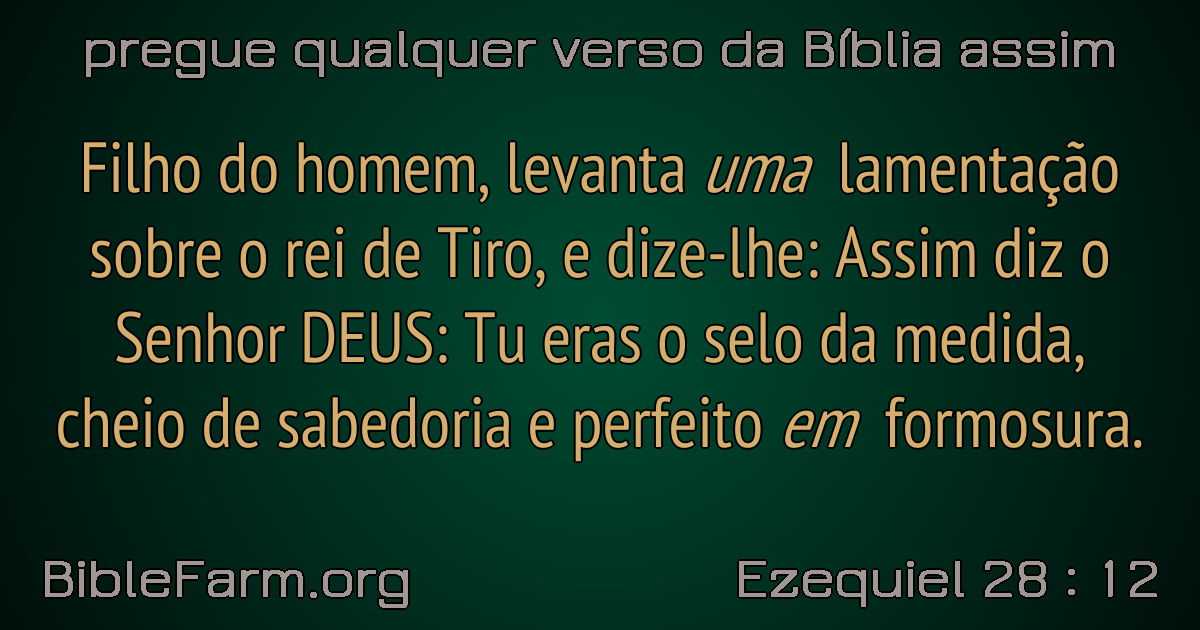 pregue qualquer verso da Bíblia assim
Filho do homem, levanta uma lamentação
sobre o rei de Tiro, e dize-lhe: Assim diz o
Senhor DEUS: Tu eras o selo da medida,
cheio de sabedoria e perfeito em formosura.
BibleFarm.org
Ezequiel 28 : 12